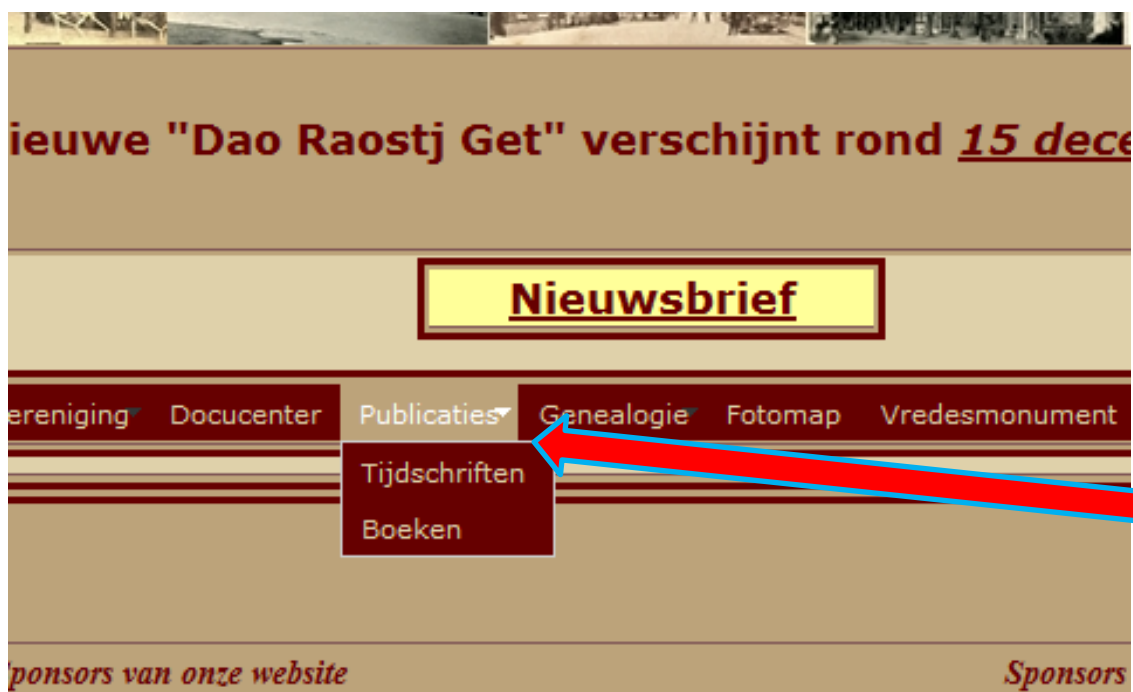 ieuwe "Dao Raostj Get" verschijnt rond 15 dece
Nieuwsbrief
ereniging Docucenter Publicaties Genealogie Fotomap Vredesmonument
Tijdschriften
Boeken
ponsors van onze website Sponsors